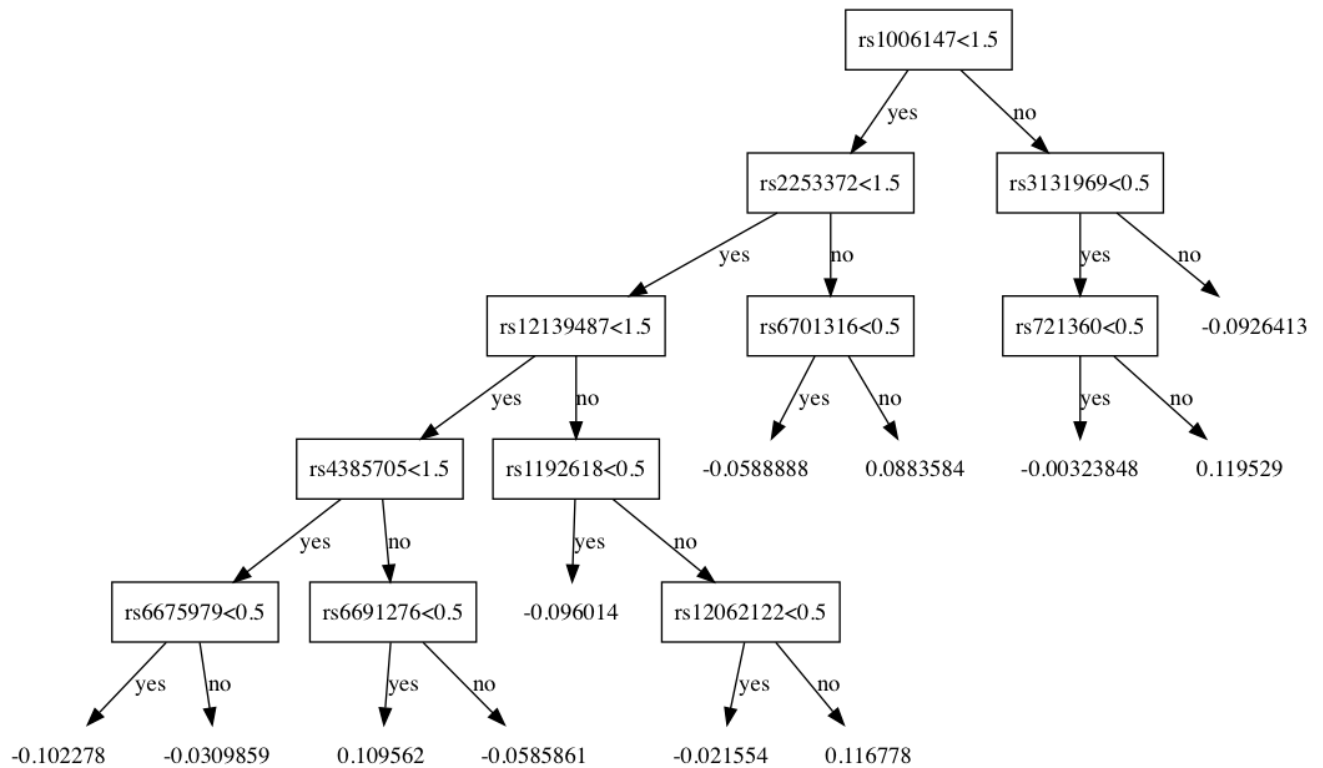 rs1006147<1.5
yes no
rs2253372<1.5 rs3131969<0.5
yes no yes no
rs12139487<1.5 rs6701316<0.5 rs721360<0.5 -0.0926413
yes no yes no yes no
rs4385705<1.5 rs1192618<0.5 -0.0588888 0.0883584 -0.00323848 0.119529
yes no yes no
rs6675979<0.5 rs6691276<0.5 -0.096014 rs12062122<0.5
yes no yes no yes no
-0.102278 -0.0309859 0.109562 -0.0585861 -0.021554 0.116778